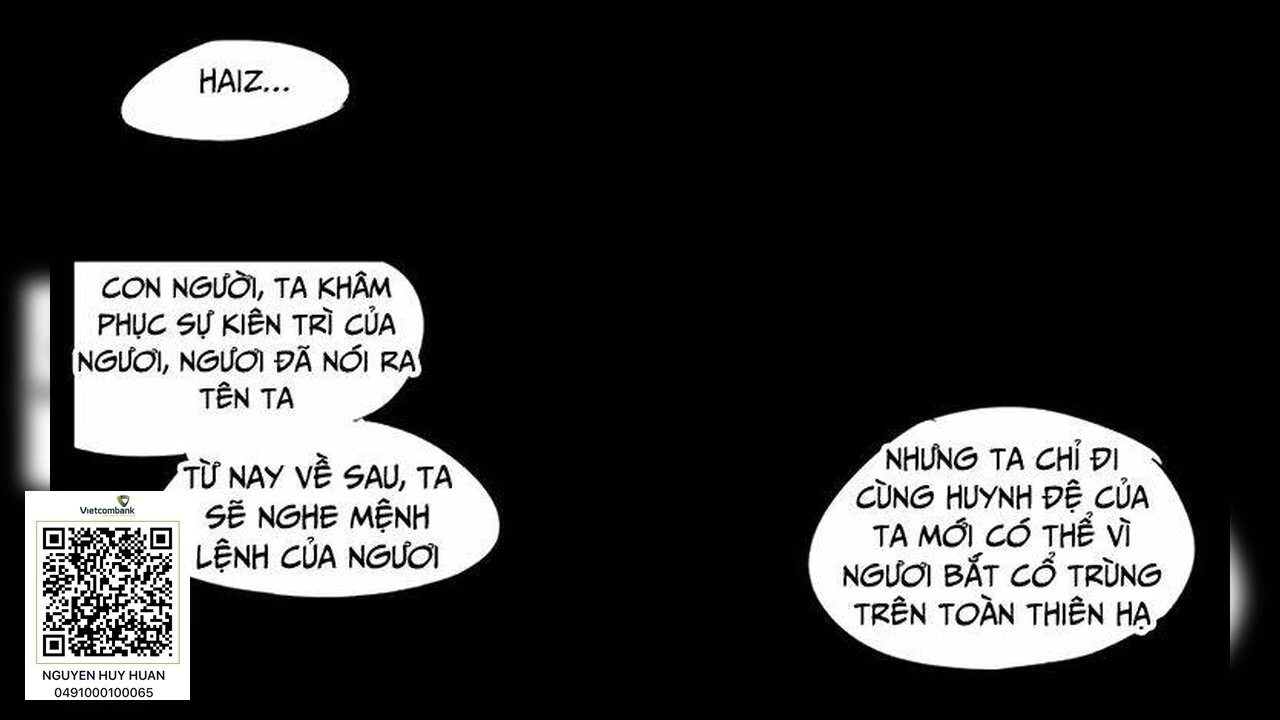 HAIZ...
CON NGƯỜI, TA KHÂM
PHỤC SỰ KIÊN TRÌ CỦA
NGƯƠI, NGƯƠI ĐÃ NÓI RA
TÊN TA
TỪ NAY VỀ SAU, TA
SẼ NGHE MỆNH
LỆNH CỦA NGƯƠI
NHƯNG TA CHỈ ĐI
CÙNG HUYNH ĐỆ CỦA
TA MỚI CÓ THỂ VÌ
NGƯƠI BẮT CỔ TRÙNG
TRÊN TOÀN THIÊN HẠ
Vietcombank
NGUYEN HUY HUAN
0491000100065